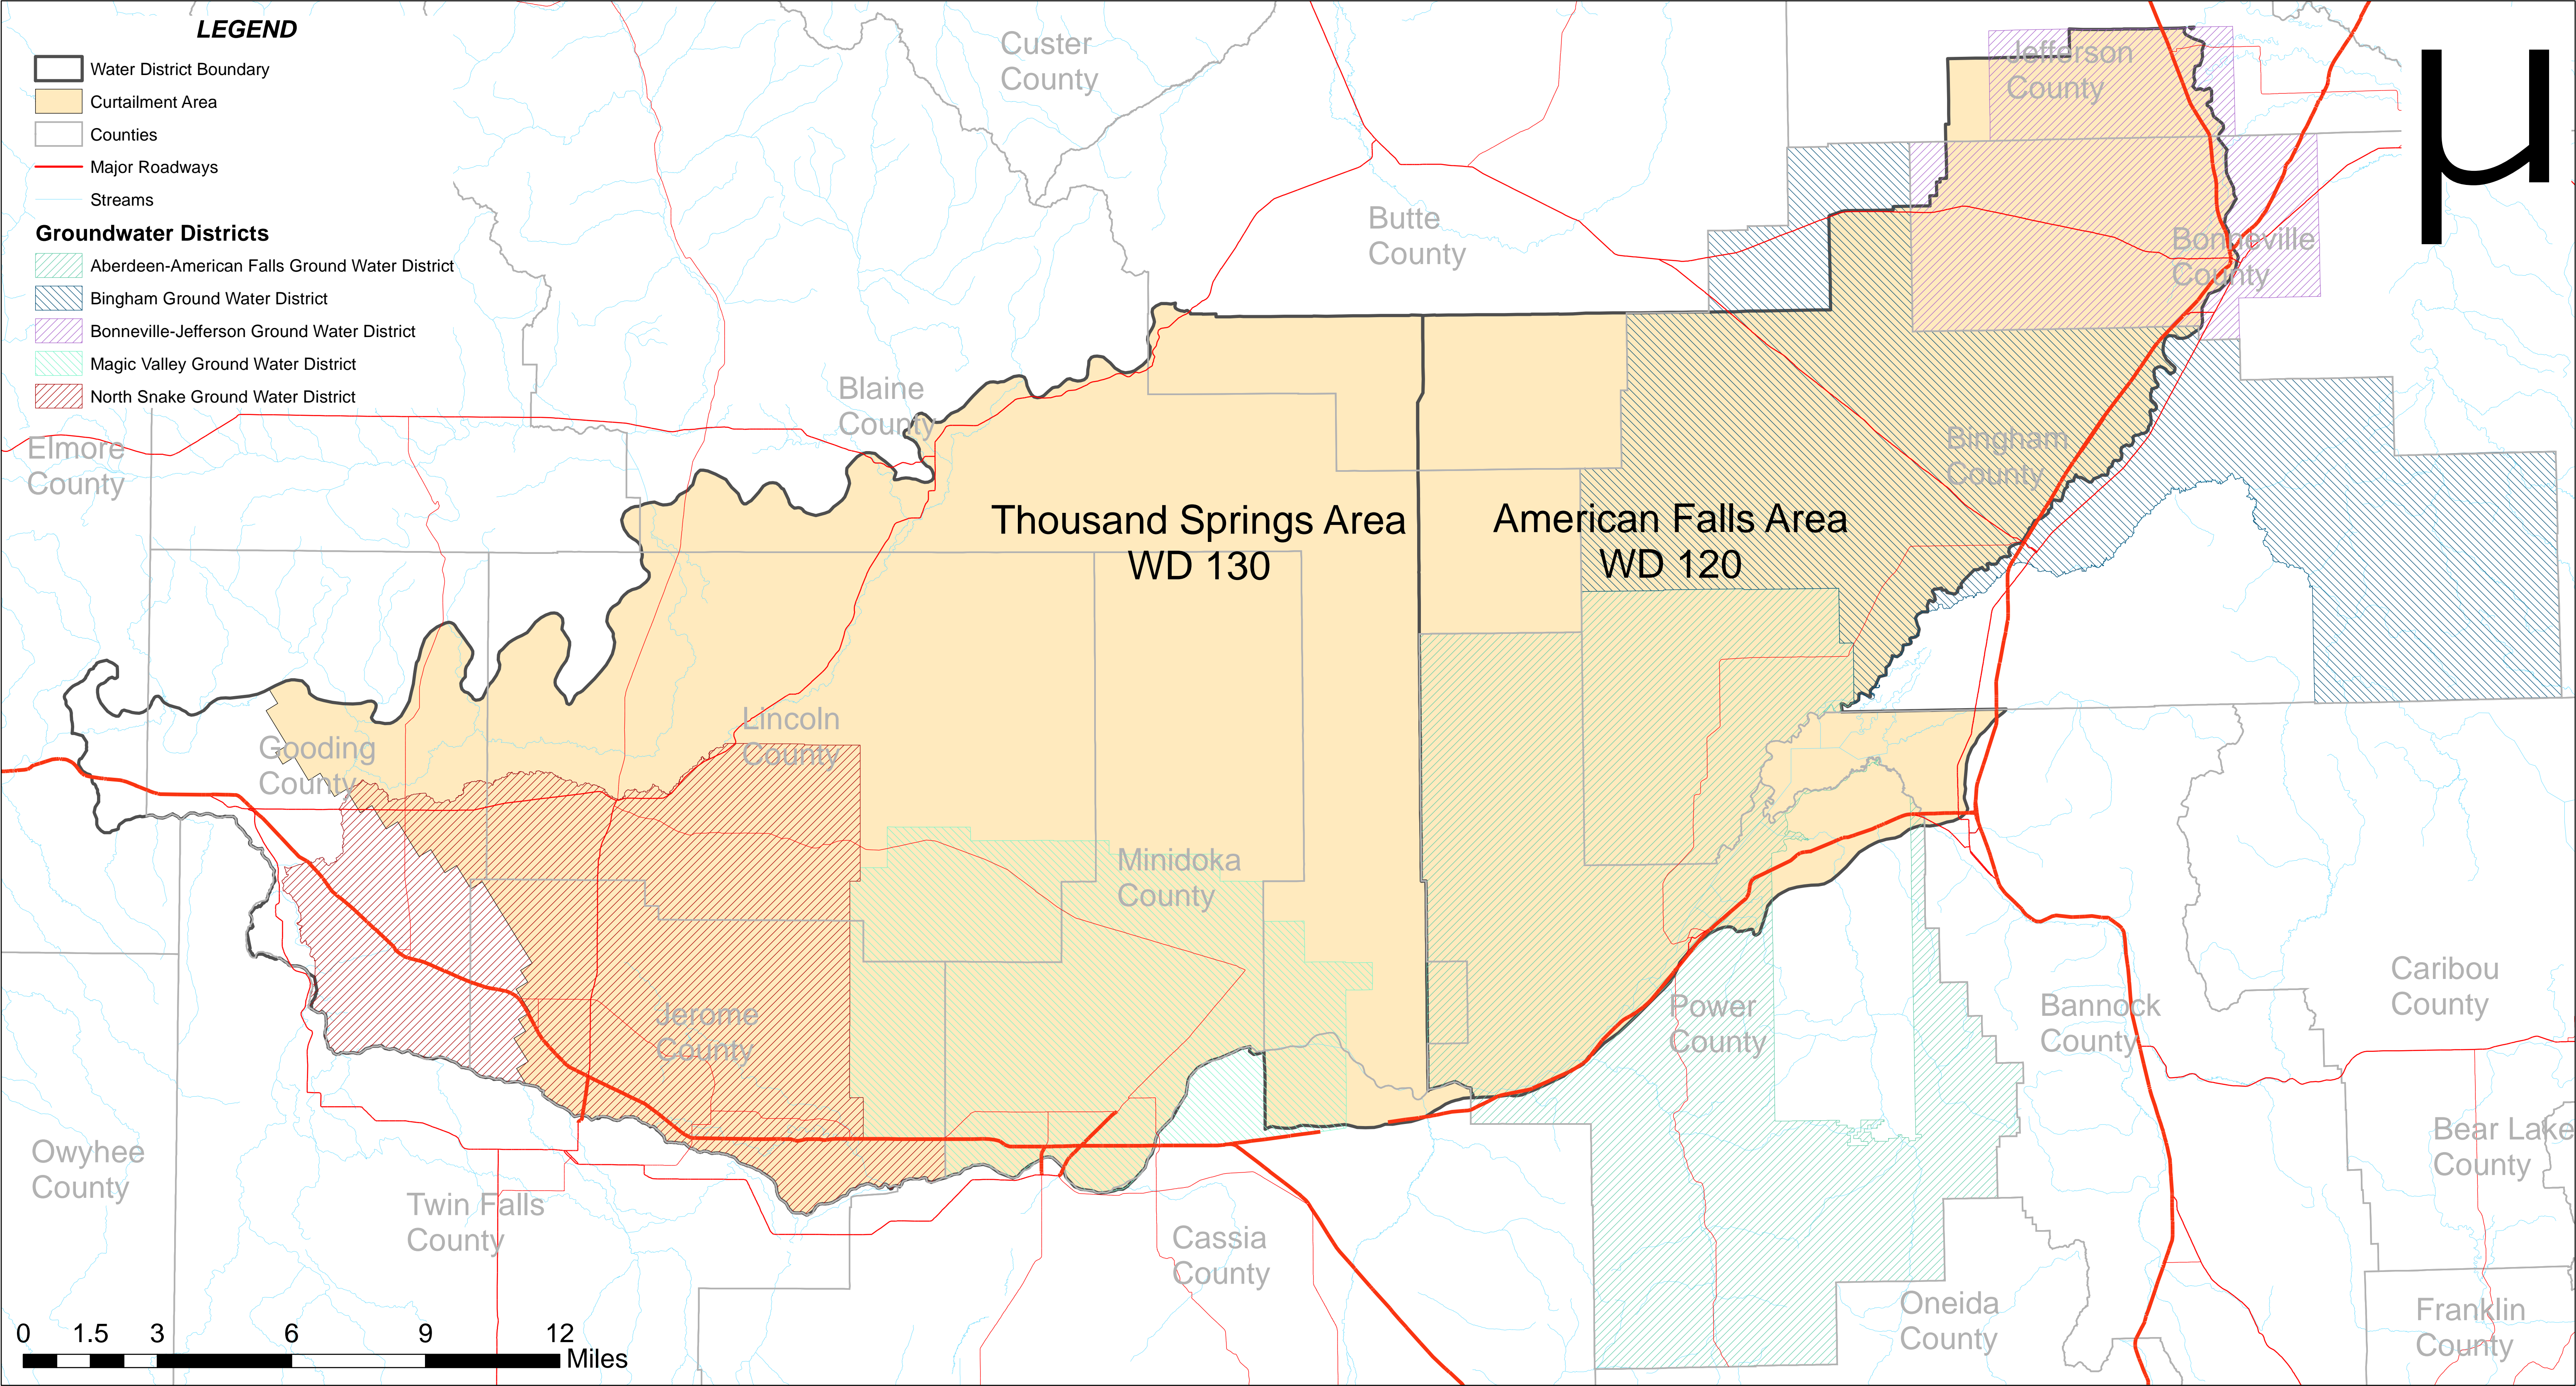 LEGEND
Water District Boundary
Curtailment Area
Counties
Major Roadways
Streams
Groundwater Districts
Aberdeen-American Falls Ground Water District
Bingham Ground Water District
Bonneville-Jefferson Ground Water District
Magic Valley Ground Water District
North Snake Ground Water District
Custer
County
Jefferson
County
µ
Butte
County
Bonneville
County
Blaine
County
Elmore
County
Bingham
County
Thousand Springs Area
WD 130
American Falls Area
WD 120
Lincoln
County
Gooding
County
Minidoka
County
Jerome
County
Power
County
Bannock
County
Caribou
County
Owyhee
County
Twin Falls
County
Cassia
County
Oneida
County
Bear Lake
County
Franklin
County
0 1.5 3 6 9 12
Miles